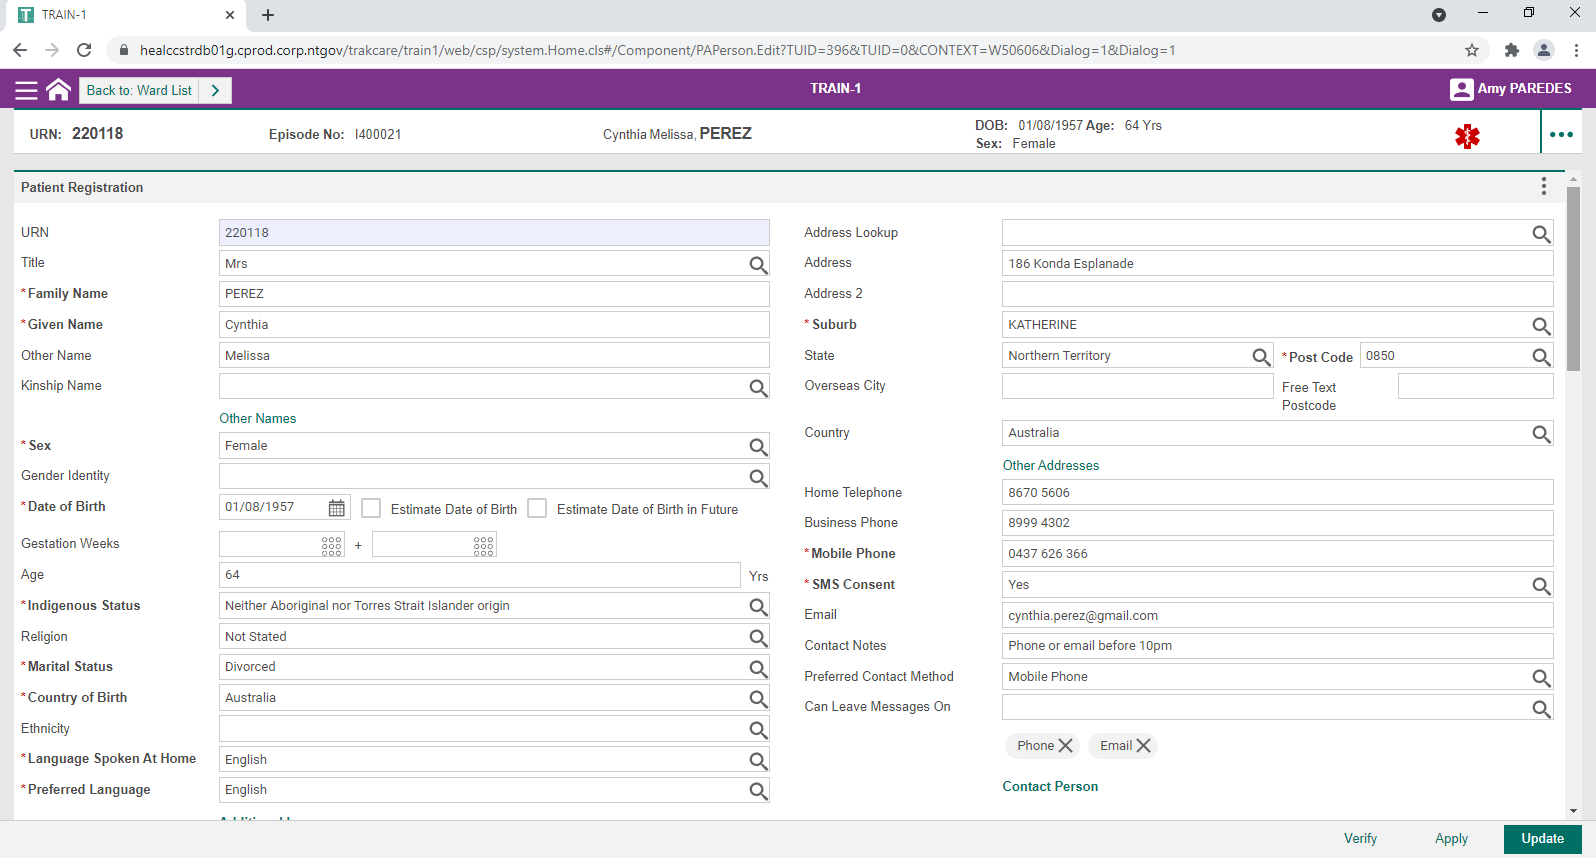 TRAIN-1
healccstrdb01g.cprod.corp.ntgov/trakcare/train1/web/csp/system.Home.cls#/Component/PAPerson.Edit?TUID=396&TUID=0&CONTEXT=W50606&Dialog=1&Dialog=1
Back to: Ward List
TRAIN-1
Amy PAREDES
URN: 220118
Episode No: I400021
Cynthia Melissa, PEREZ
DOB: 01/08/1957 Age: 64 Yrs
Sex: Female
Patient Registration
URN 220118
Title Mrs
*Family Name PEREZ
*Given Name Cynthia
Other Name Melissa
Kinship Name
Other Names
*Sex Female
Gender Identity
*Date of Birth 01/08/1957 Estimate Date of Birth Estimate Date of Birth in Future
Gestation Weeks +
Age 64 Yrs
*Indigenous Status Neither Aboriginal nor Torres Strait Islander origin
Religion Not Stated
*Marital Status Divorced
*Country of Birth Australia
Ethnicity
*Language Spoken At Home English
*Preferred Language English
Address Lookup
Address 186 Konda Esplanade
Address 2
*Suburb KATHERINE
State Northern Territory *Post Code 0850
Overseas City Free Text
Postcode
Country Australia
Other Addresses
Home Telephone 8670 5606
Business Phone 8999 4302
*Mobile Phone 0437 626 366
*SMS Consent Yes
Email cynthia.perez@gmail.com
Contact Notes Phone or email before 10pm
Preferred Contact Method Mobile Phone
Can Leave Messages On
Phone Email
Contact Person
Verify Apply Update